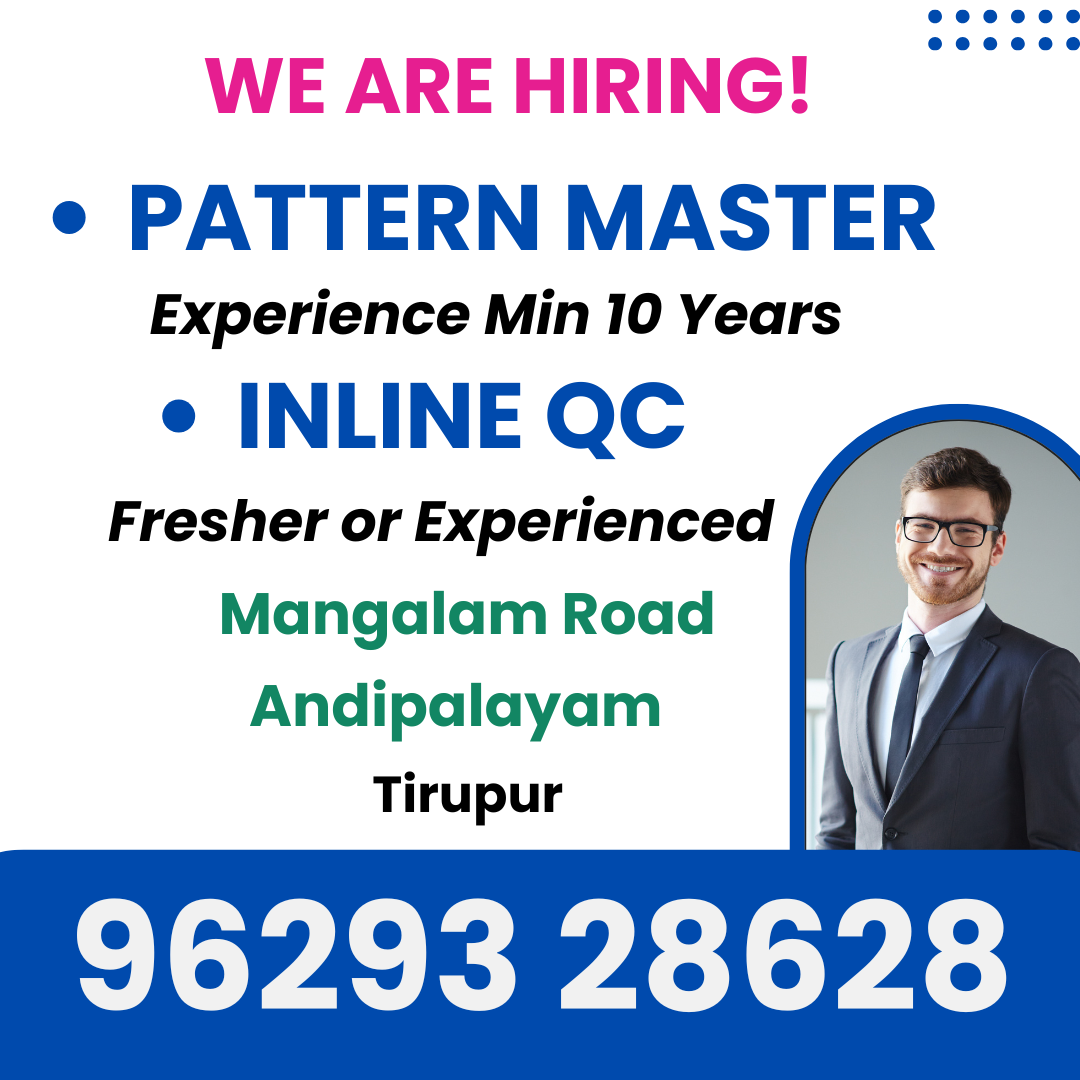 WE ARE HIRING!
• PATTERN MASTER
Experience Min 10 Years
• INLINE QC
Fresher or Experienced
Mangalam Road
Andipalayam
Tirupur
96293 28628